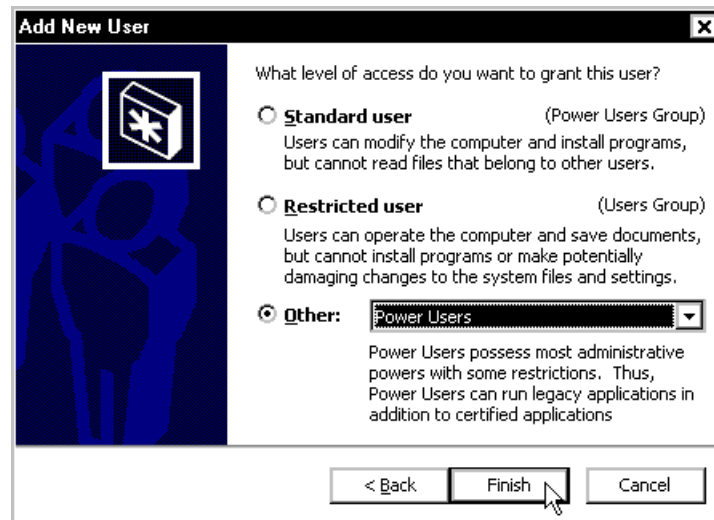 Add New User
What level of access do you want to grant this user?
Standard user (Power Users Group)
Users can modify the computer and install programs,
but cannot read files that belong to other users.
Restricted user (Users Group)
Users can operate the computer and save documents,
but cannot install programs or make potentially
damaging changes to the system files and settings.
Other: Power Users
Power Users possess most administrative
powers with some restrictions. Thus,
Power Users can run legacy applications in
addition to certified applications
< Back Finish Cancel